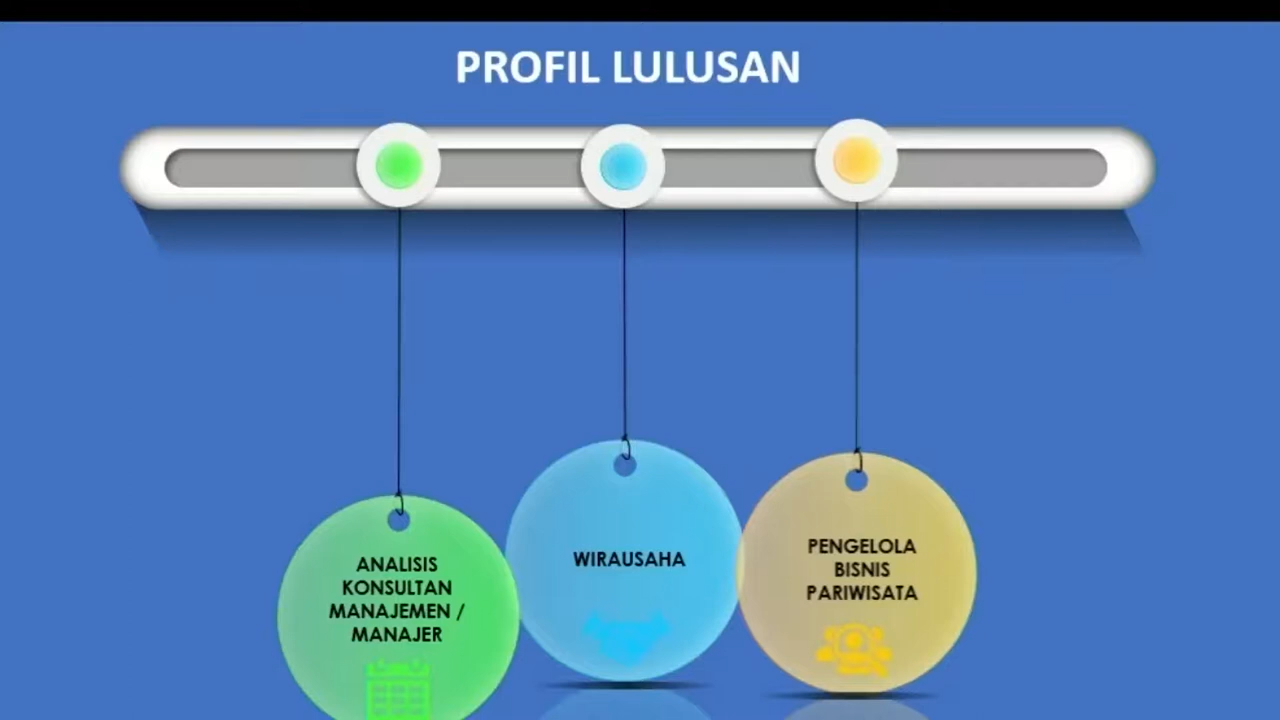 PROFIL LULUSAN
ANALISIS
KONSULTAN
MANAJEMEN /
MANAJER
WIRAUSAHA
PENGELOLA
BISNIS
PARIWISATA